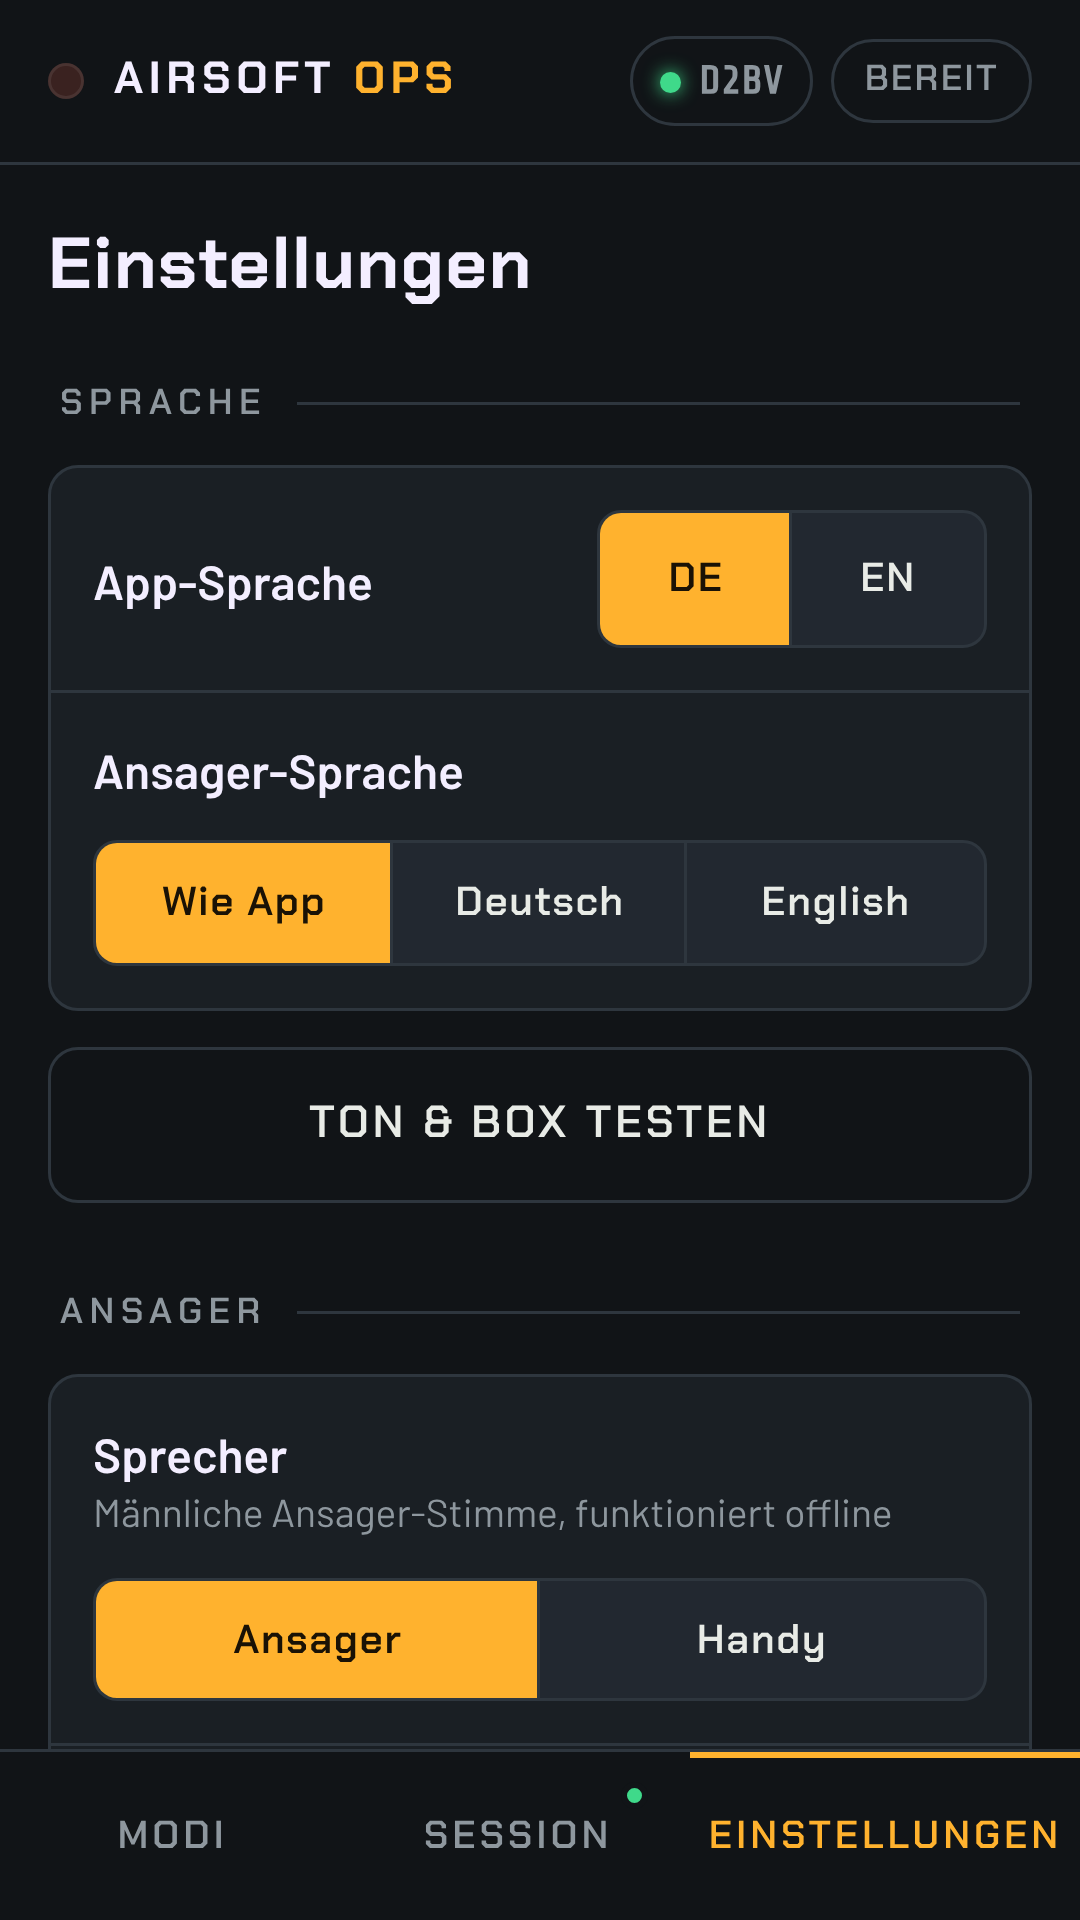 AIRSOFT OPS
D2BV
BEREIT
Einstellungen
SPRACHE
App-Sprache
DE
EN
Ansager-Sprache
Wie App
Deutsch
English
TON & BOX TESTEN
ANSAGER
Sprecher
Männliche Ansager-Stimme, funktioniert offline
Ansager
Handy
MODI
SESSION
EINSTELLUNGEN